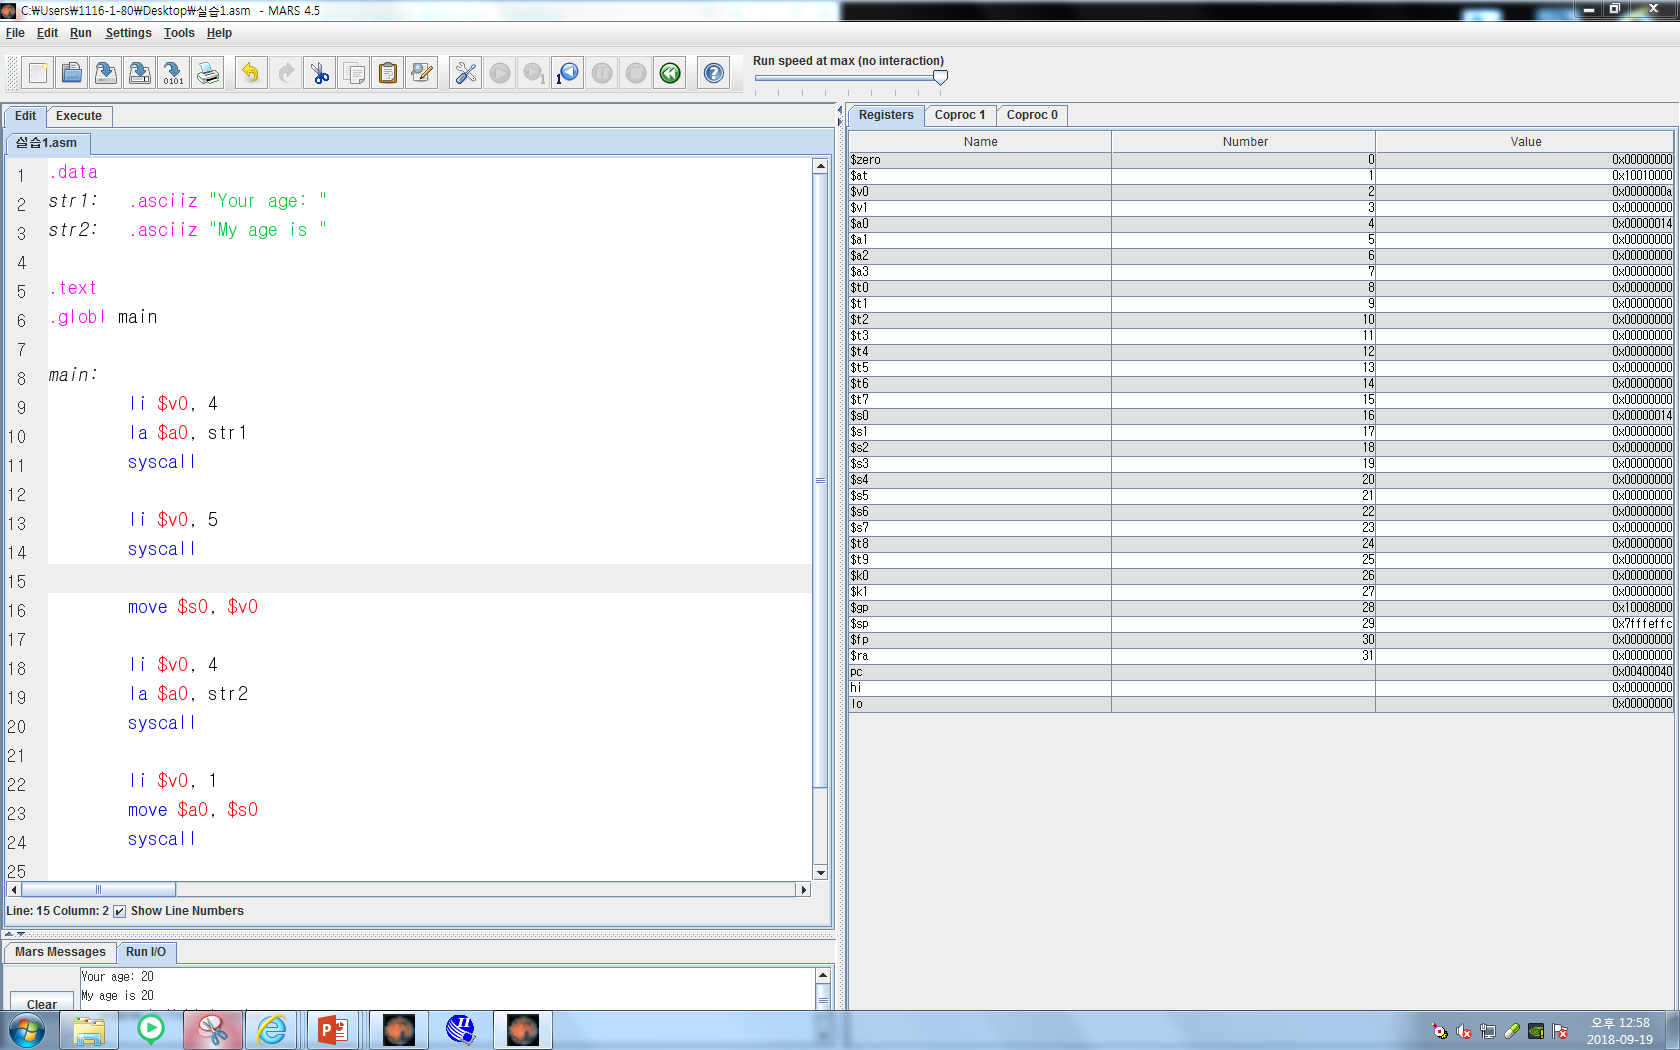 C:₩Users₩1116-1-80₩Desktop₩실습1.asm - MARS 4.5
File Edit Run Settings Tools Help
Run speed at max (no interaction)
Edit Execute
실습1.asm
1 .data
2 str1: .asciiz "Your age: "
3 str2: .asciiz "My age is "
4
5 .text
6 .globl main
7
8 main:
9 li $v0, 4
10 la $a0, str1
11 syscall
12
13 li $v0, 5
14 syscall
15
16 move $s0, $v0
17
18 li $v0, 4
19 la $a0, str2
20 syscall
21
22 li $v0, 1
23 move $a0, $s0
24 syscall
25
Line: 15 Column: 2 Show Line Numbers
Mars Messages Run I/O
Clear
Your age: 20
My age is 20
Registers Coproc 1 Coproc 0
Name Number Value
$zero 0 0x00000000
$at 1 0x10010000
$v0 2 0x0000000a
$v1 3 0x00000000
$a0 4 0x00000014
$a1 5 0x00000000
$a2 6 0x00000000
$a3 7 0x00000000
$t0 8 0x00000000
$t1 9 0x00000000
$t2 10 0x00000000
$t3 11 0x00000000
$t4 12 0x00000000
$t5 13 0x00000000
$t6 14 0x00000000
$t7 15 0x00000000
$s0 16 0x00000014
$s1 17 0x00000000
$s2 18 0x00000000
$s3 19 0x00000000
$s4 20 0x00000000
$s5 21 0x00000000
$s6 22 0x00000000
$s7 23 0x00000000
$t8 24 0x00000000
$t9 25 0x00000000
$k0 26 0x00000000
$k1 27 0x00000000
$gp 28 0x10008000
$sp 29 0x7fffeffc
$fp 30 0x00000000
$ra 31 0x00000000
pc 0x00400040
hi 0x00000000
lo 0x00000000
오후 12:58
2018-09-19